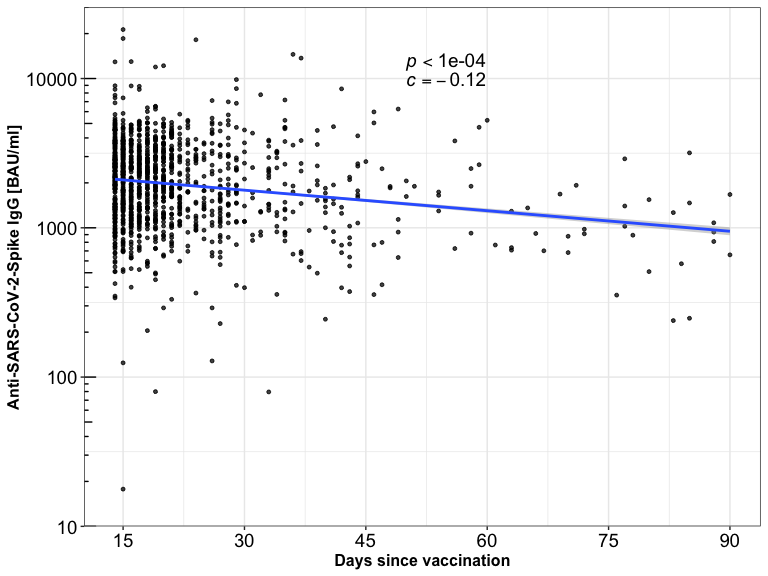 p < 1e-04
c = − 0.12
Anti-SARS-CoV-2-Spike IgG [BAU/ml]
10000
1000
100
10
15 30 45 60 75 90
Days since vaccination